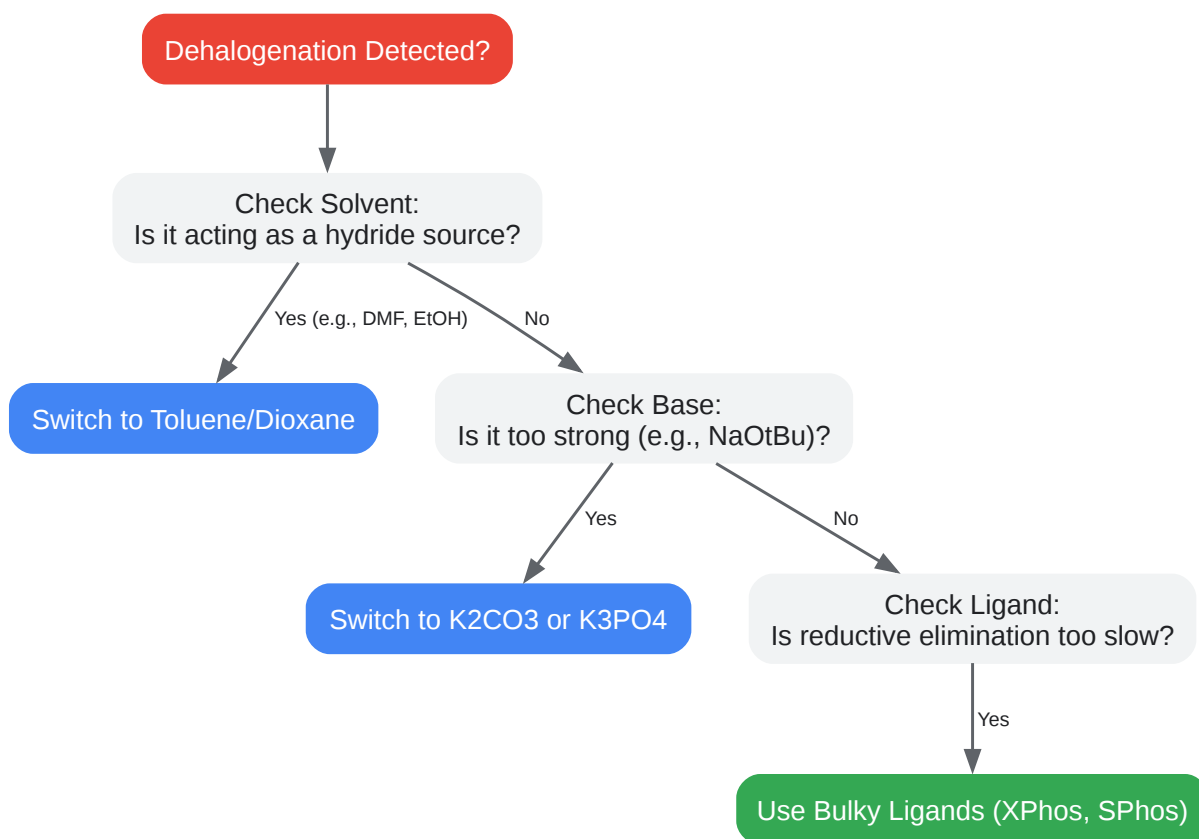 Dehalogenation Detected?
Check Solvent:
Is it acting as a hydride source?
Yes (e.g., DMF, EtOH)
No
Switch to Toluene/Dioxane
Check Base:
Is it too strong (e.g., NaOtBu)?
Yes
No
Switch to K2CO3 or K3PO4
Check Ligand:
Is reductive elimination too slow?
Yes
Use Bulky Ligands (XPhos, SPhos)